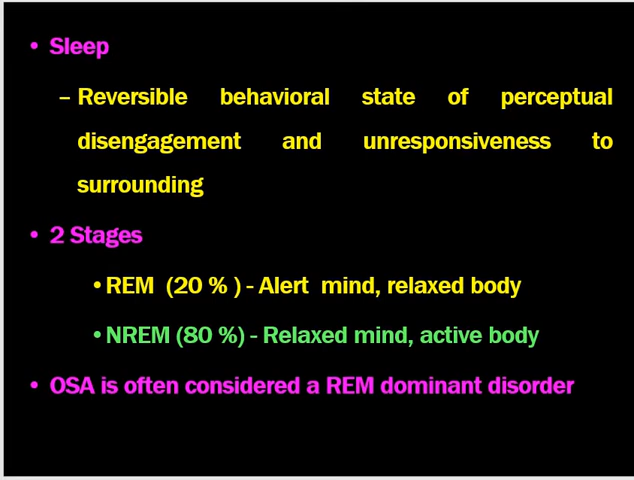 • Sleep
– Reversible behavioral state of perceptual
disengagement and unresponsiveness to
surrounding
• 2 Stages
• REM (20 % ) - Alert mind, relaxed body
• NREM (80 %) - Relaxed mind, active body
• OSA is often considered a REM dominant disorder